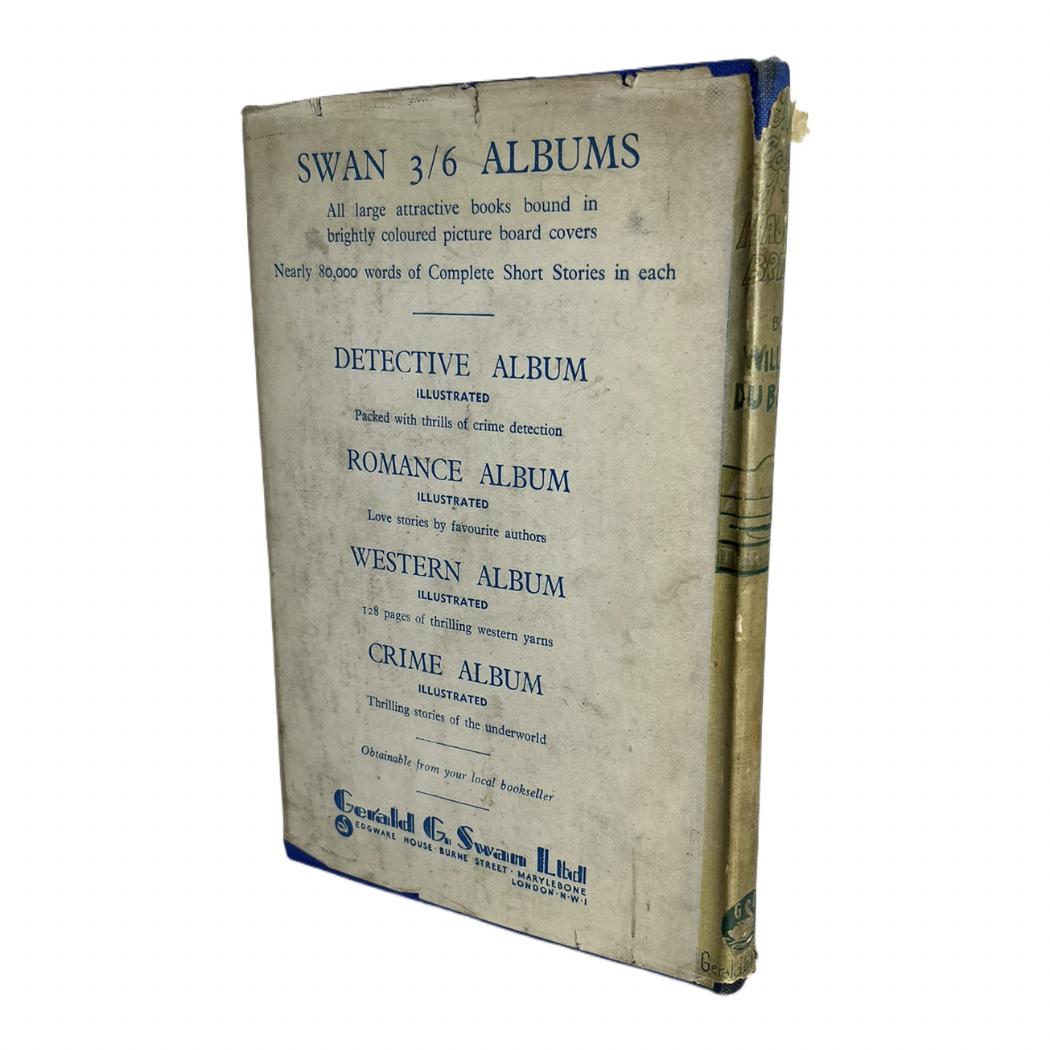 SWAN 3/6 ALBUMS
All large attractive books bound in
brightly coloured picture board covers
Nearly 80,000 words of Complete Short Stories in each
DETECTIVE ALBUM
ILLUSTRATED
Packed with thrills of crime detection
ROMANCE ALBUM
ILLUSTRATED
Love stories by favourite authors
WESTERN ALBUM
ILLUSTRATED
128 pages of thrilling western yarns
CRIME ALBUM
ILLUSTRATED
Thrilling stories of the underworld
Obtainable from your local bookseller
Gerald G. Swan Ltd
EDGWARE HOUSE · BURNE STREET · MARYLEBONE
LONDON · N·W·1
WILL
DU B